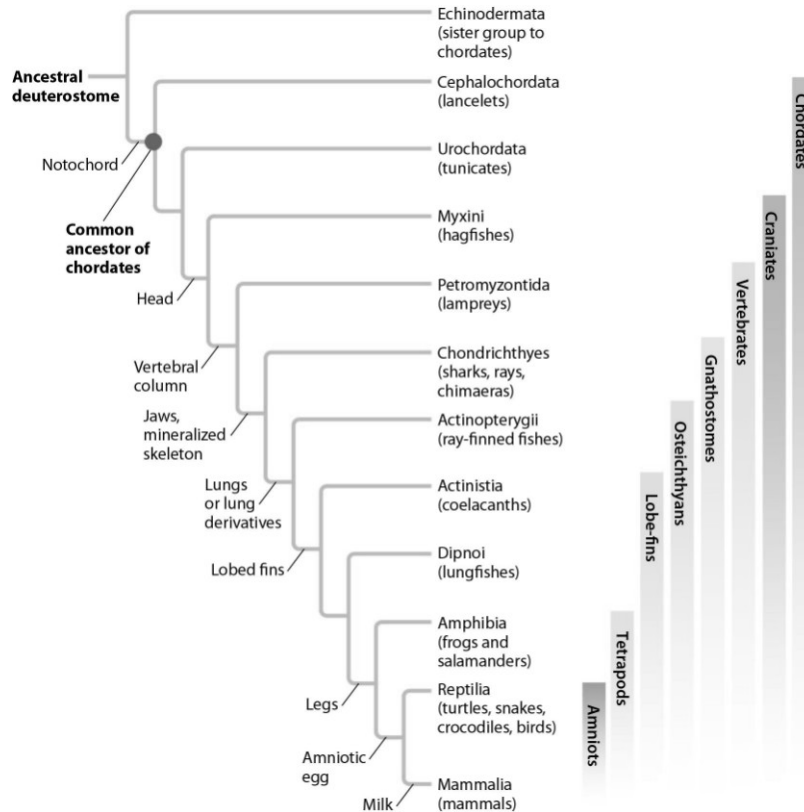 Echinodermata
(sister group to
chordates)
Ancestral
deuterostome
Cephalochordata
(lancelets)
Notochord
Urochordata
(tunicates)
Common
ancestor of
chordates
Myxini
(hagfishes)
Head
Petromyzontida
(lampreys)
Vertebral
column
Chondrichthyes
(sharks, rays,
chimaeras)
Jaws,
mineralized
skeleton
Actinopterygii
(ray-finned fishes)
Lungs
or lung
derivatives
Actinistia
(coelacanths)
Lobed fins
Dipnoi
(lungfishes)
Amphibia
(frogs and
salamanders)
Legs
Reptilia
(turtles, snakes,
crocodiles, birds)
Amniotic
egg
Mammalia
(mammals)
Milk
Amniots
Tetrapods
Lobe-fins
Osteichthyans
Gnathostomes
Vertebrates
Craniates
Chordates